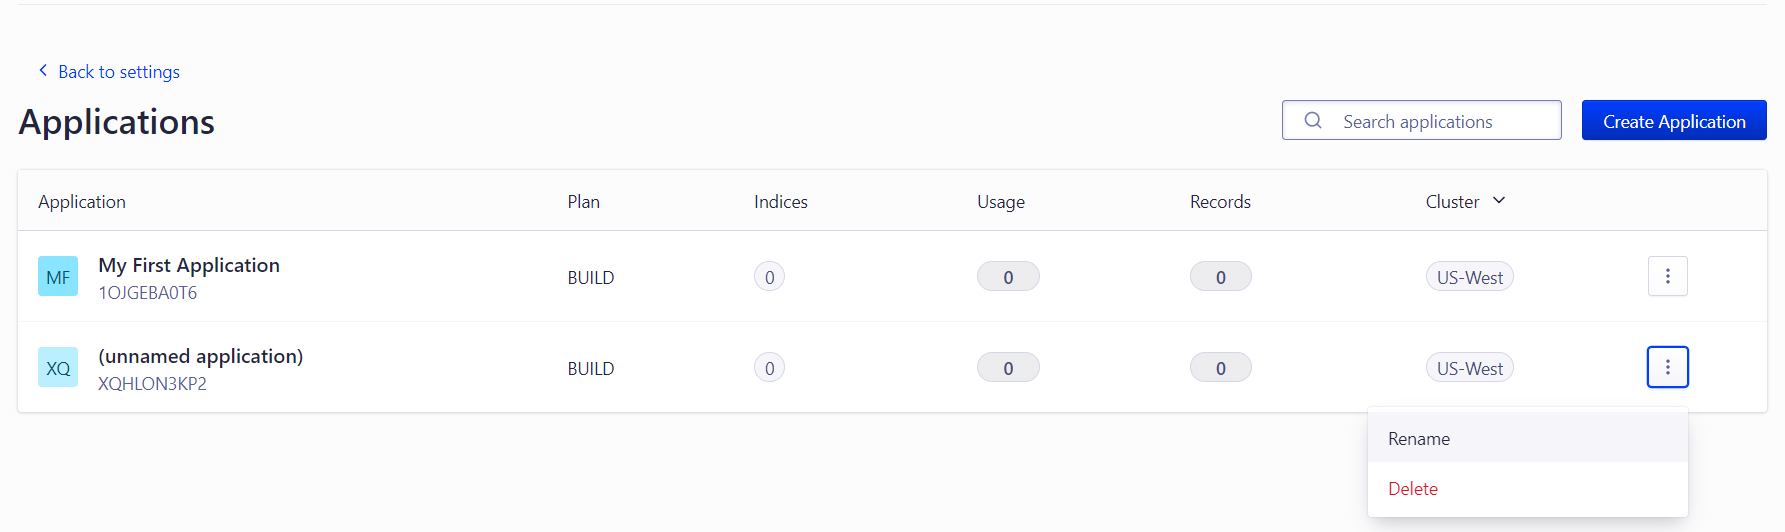 Back to settings
Applications
Search applications
Create Application
Application Plan Indices Usage Records Cluster
MF My First Application BUILD 0 0 0 US-West
1OJGEBA0T6
XQ (unnamed application) BUILD 0 0 0 US-West
XQHLON3KP2
Rename
Delete